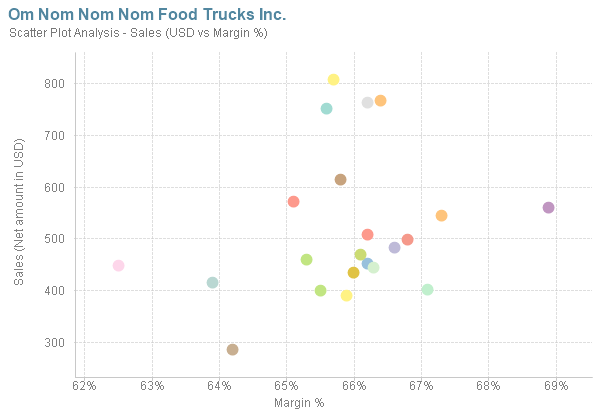 Om Nom Nom Nom Food Trucks Inc.
Scatter Plot Analysis - Sales (USD vs Margin %)
Sales (Net amount in USD)
800
700
600
500
400
300
62% 63% 64% 65% 66% 67% 68% 69%
Margin %